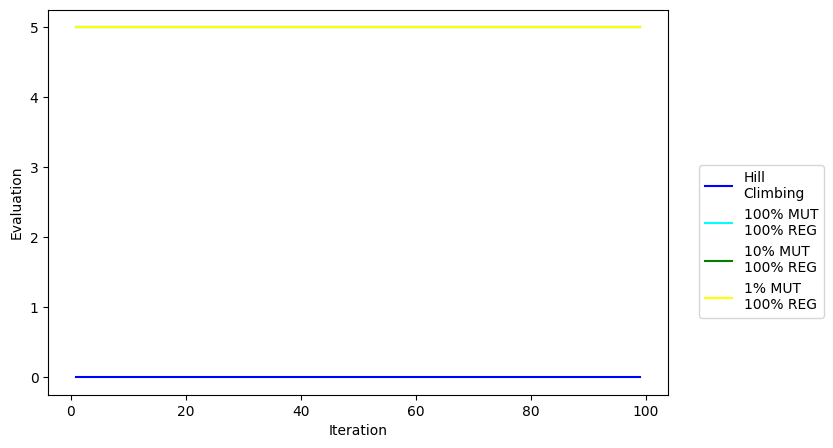 5
4
3
2
1
0
Evaluation
0 20 40 60 80 100
Iteration
Hill
Climbing
100% MUT
100% REG
10% MUT
100% REG
1% MUT
100% REG